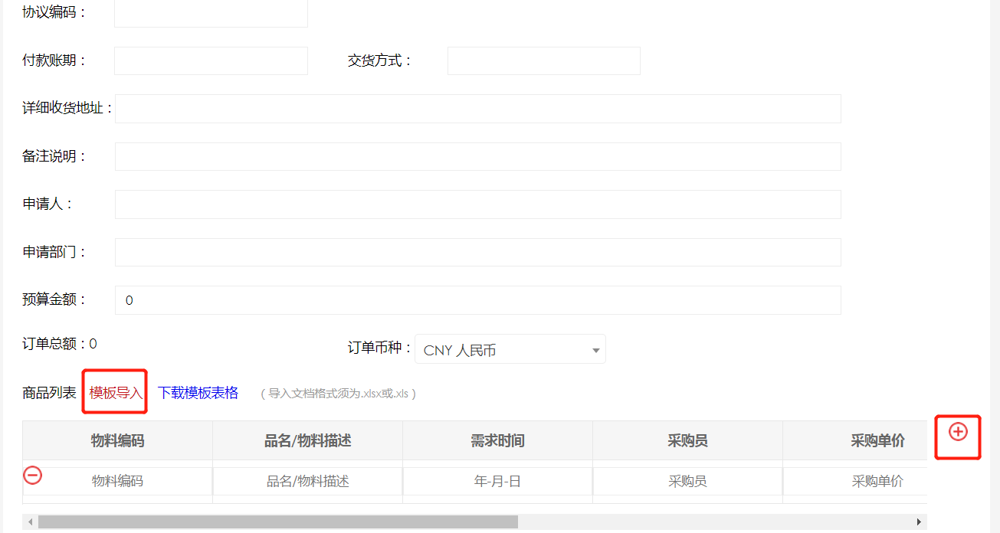 协议编码：
付款账期： 交货方式：
详细收货地址：
备注说明：
申请人：
申请部门：
预算金额： 0
订单总额：0 订单币种： CNY 人民币
商品列表 模板导入 下载模板表格 （导入文档格式须为.xlsx或.xls）
物料编码 品名/物料描述 需求时间 采购员 采购单价
物料编码 品名/物料描述 年-月-日 采购员 采购单价